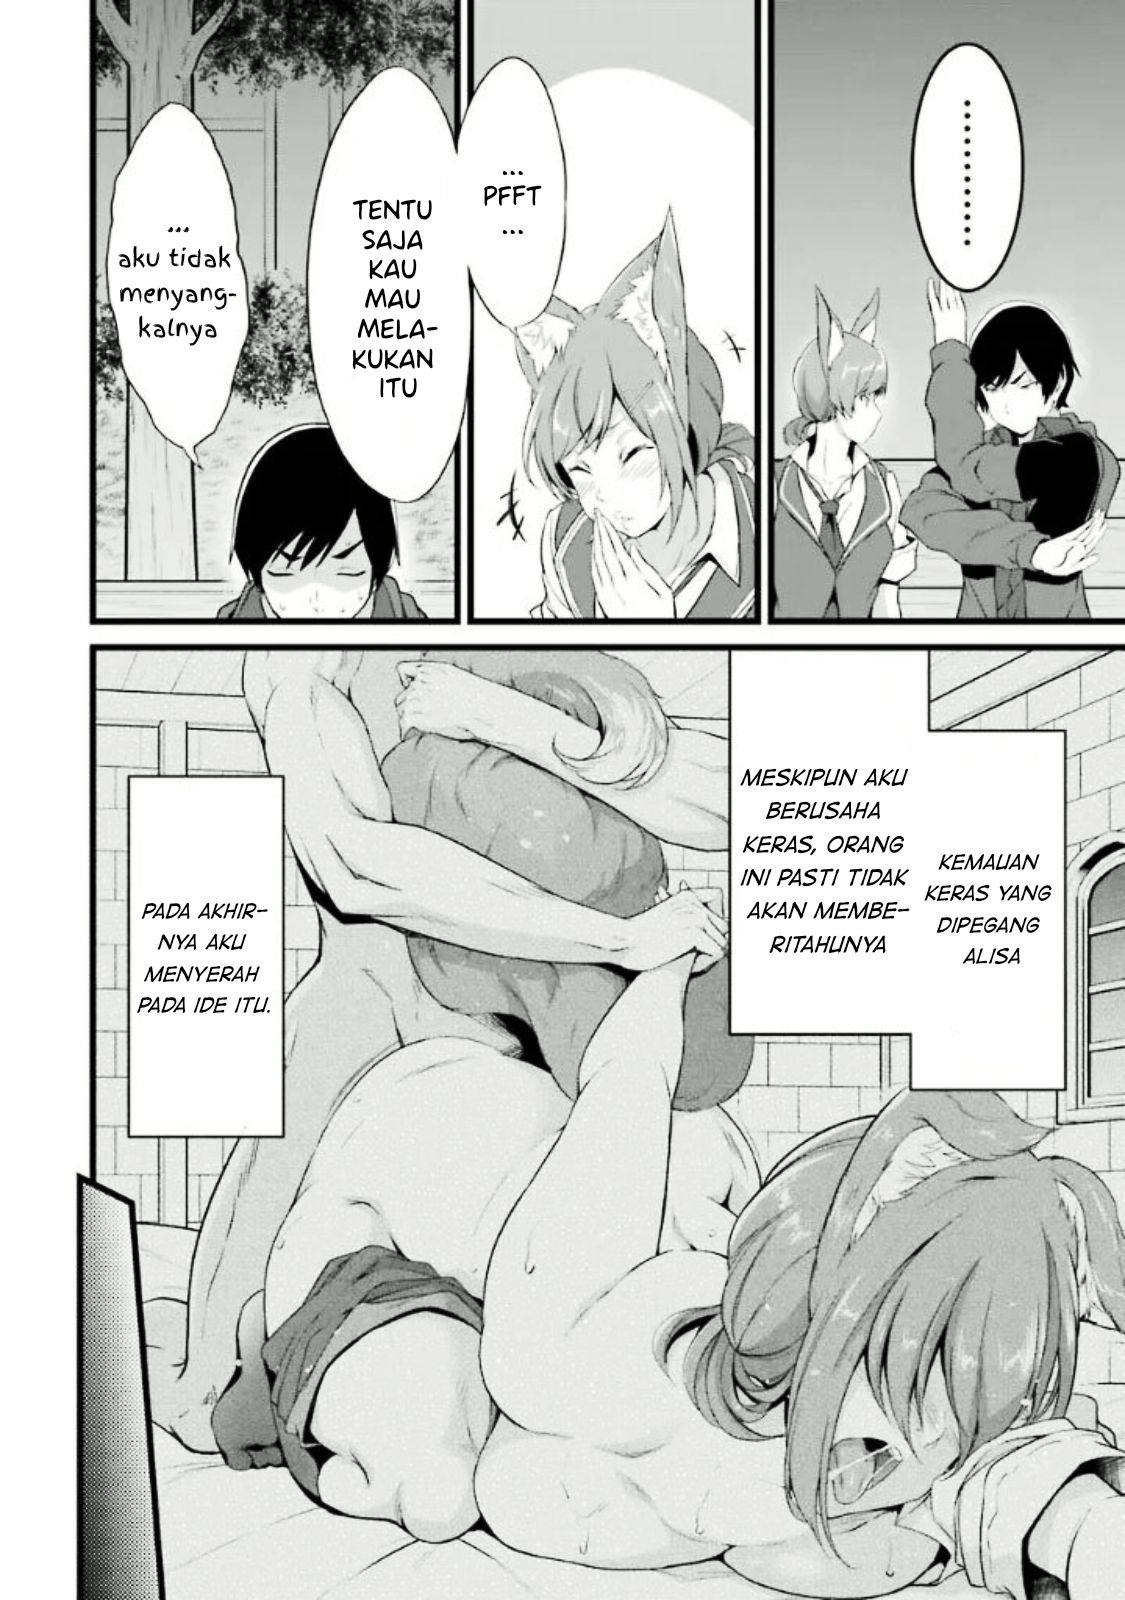 ..........
...
PFFT
...
TENTU
SAJA
KAU
MAU
MELA-
KUKAN
ITU
...
aku tidak
menyang-
kalnya
KEMAUAN
KERAS YANG
DIPEGANG
ALISA
MESKIPUN AKU
BERUSAHA
KERAS, ORANG
INI PASTI TIDAK
AKAN MEMBE-
RITAHUNYA
PADA AKHIR-
NYA AKU
MENYERAH
PADA IDE ITU.